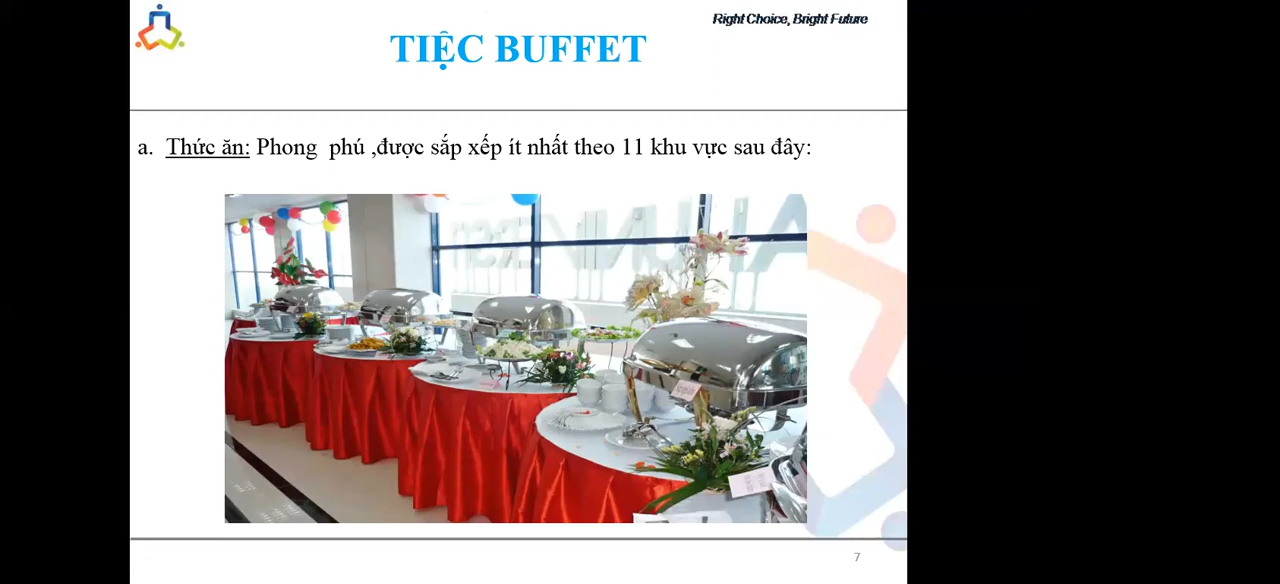 Right Choice, Bright Future
TIỆC BUFFET
a. Thức ăn: Phong phú ,được sắp xếp ít nhất theo 11 khu vực sau đây:
7